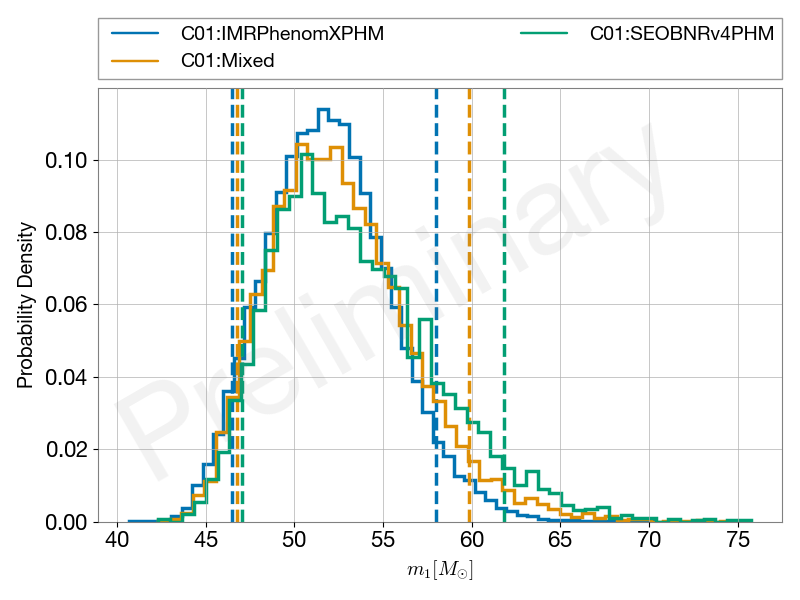 C01:IMRPhenomXPHM
C01:SEOBNRv4PHM
C01:Mixed
0.10
0.08
0.06
0.04
0.02
0.00
Probability Density
Preliminary
40 45 50 55 60 65 70 75
m₁[M⊙]